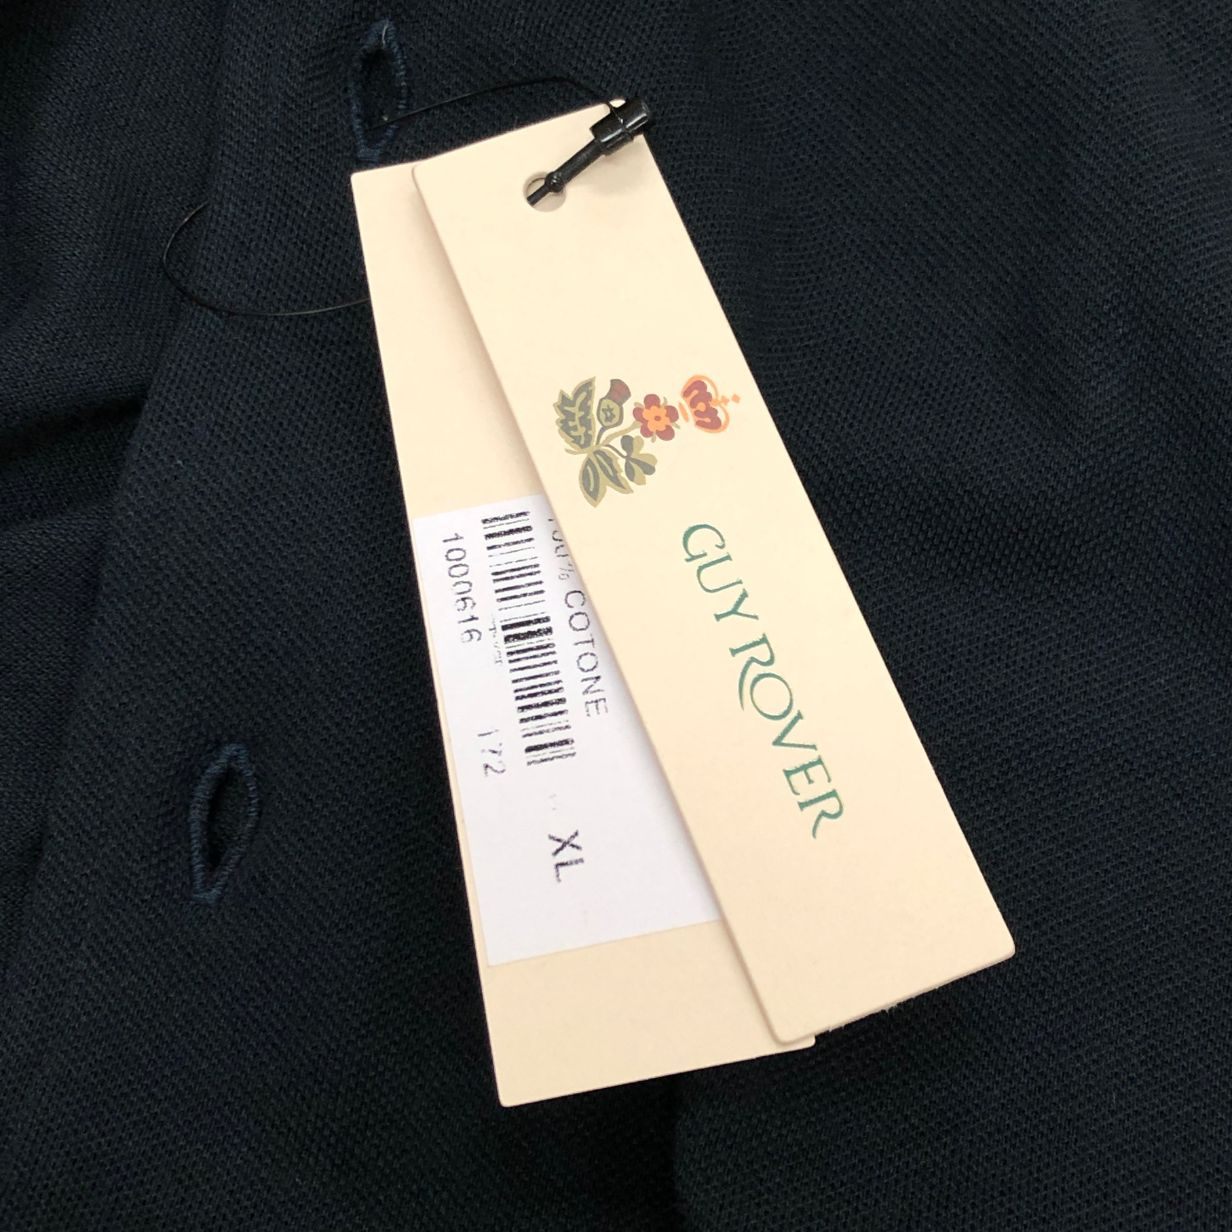 GUY ROVER
100% COTONE
XL
1000616 172